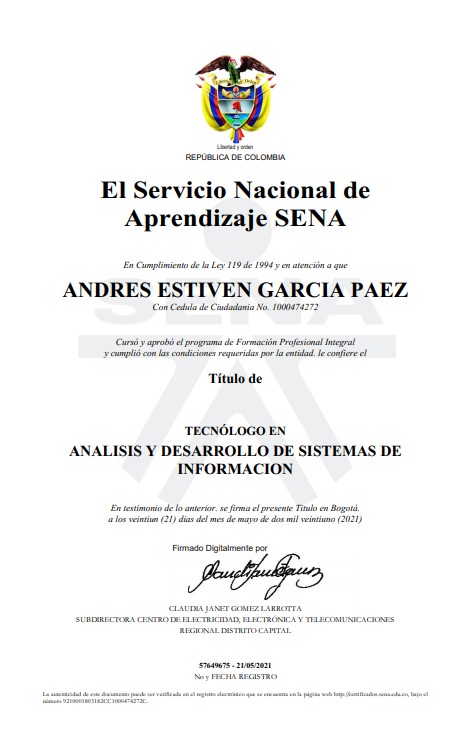 Libertad y orden
REPÚBLICA DE COLOMBIA
El Servicio Nacional de
Aprendizaje SENA
En Cumplimiento de la Ley 119 de 1994 y en atención a que
SENA
ANDRES ESTIVEN GARCIA PAEZ
Con Cedula de Ciudadania No. 1000474272
Cursó y aprobó el programa de Formación Profesional Integral
y cumplió con las condiciones requeridas por la entidad. le confiere el
Título de
TECNÓLOGO EN
ANALISIS Y DESARROLLO DE SISTEMAS DE
INFORMACION
En testimonio de lo anterior. se firma el presente Título en Bogotá.
a los veintiun (21) dias del mes de mayo de dos mil veintiuno (2021)
Firmado Digitalmente por
CLAUDIA JANET GOMEZ LARROTTA
SUBDIRECTORA CENTRO DE ELECTRICIDAD, ELECTRÓNICA Y TELECOMUNICACIONES
REGIONAL DISTRITO CAPITAL
57649675 - 21/05/2021
No y FECHA REGISTRO
La autenticidad de este documento puede ser verificada en el registro electrónico que se encuentra en la página web http://certificados.sena.edu.co, bajo el
número 9210001803182CC1000474272C.